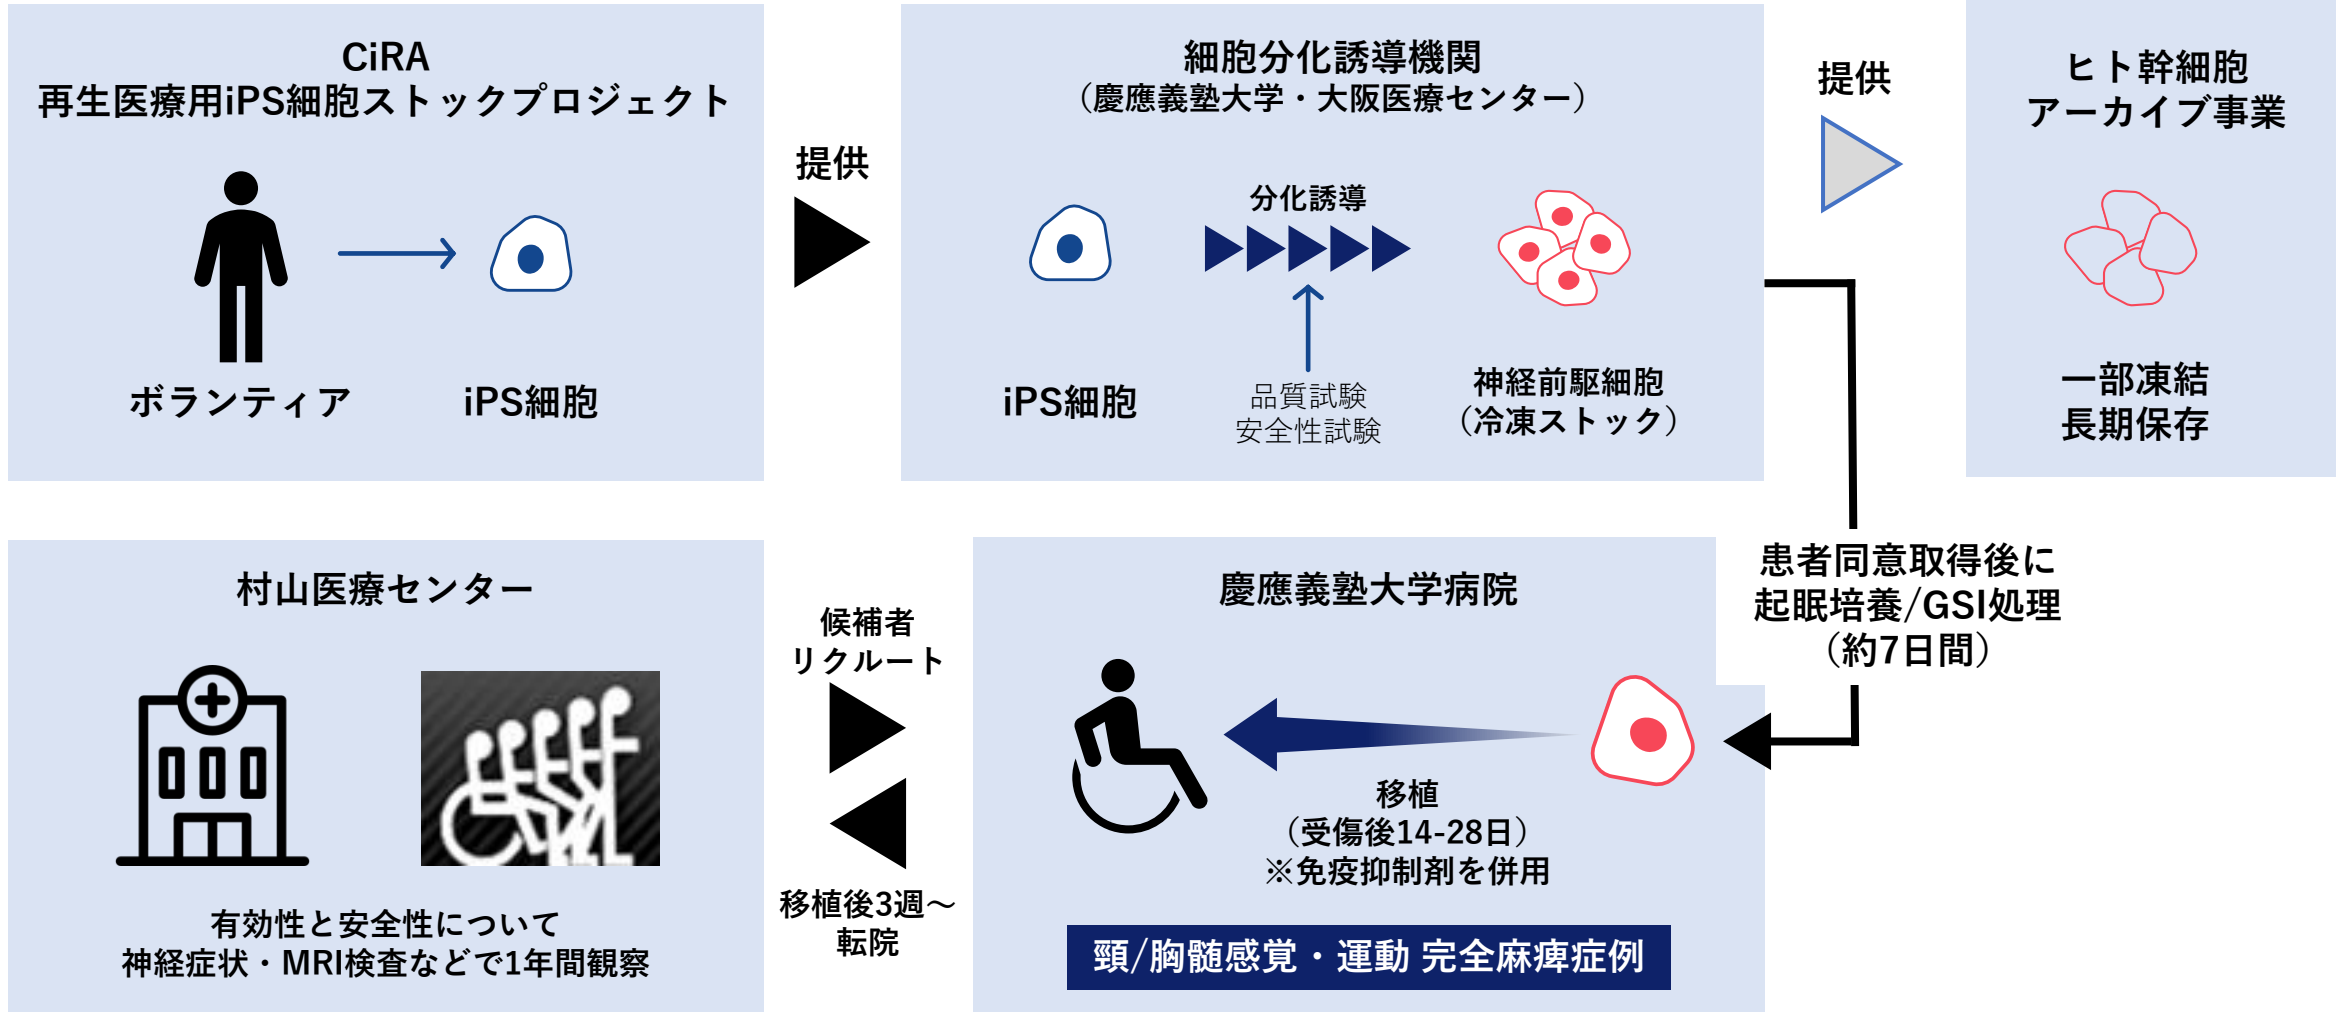 CiRA
再生医療用iPS細胞ストックプロジェクト
ボランティア
iPS細胞
提供
細胞分化誘導機関
（慶應義塾大学・大阪医療センター）
分化誘導
iPS細胞
品質試験
安全性試験
神経前駆細胞
（冷凍ストック）
提供
ヒト幹細胞
アーカイブ事業
一部凍結
長期保存
患者同意取得後に
起眠培養/GSI処理
（約7日間）
村山医療センター
有効性と安全性について
神経症状・MRI検査などで1年間観察
候補者
リクルート
移植後3週～
転院
慶應義塾大学病院
移植
（受傷後14-28日）
※免疫抑制剤を併用
頸/胸髄感覚・運動 完全麻痺症例